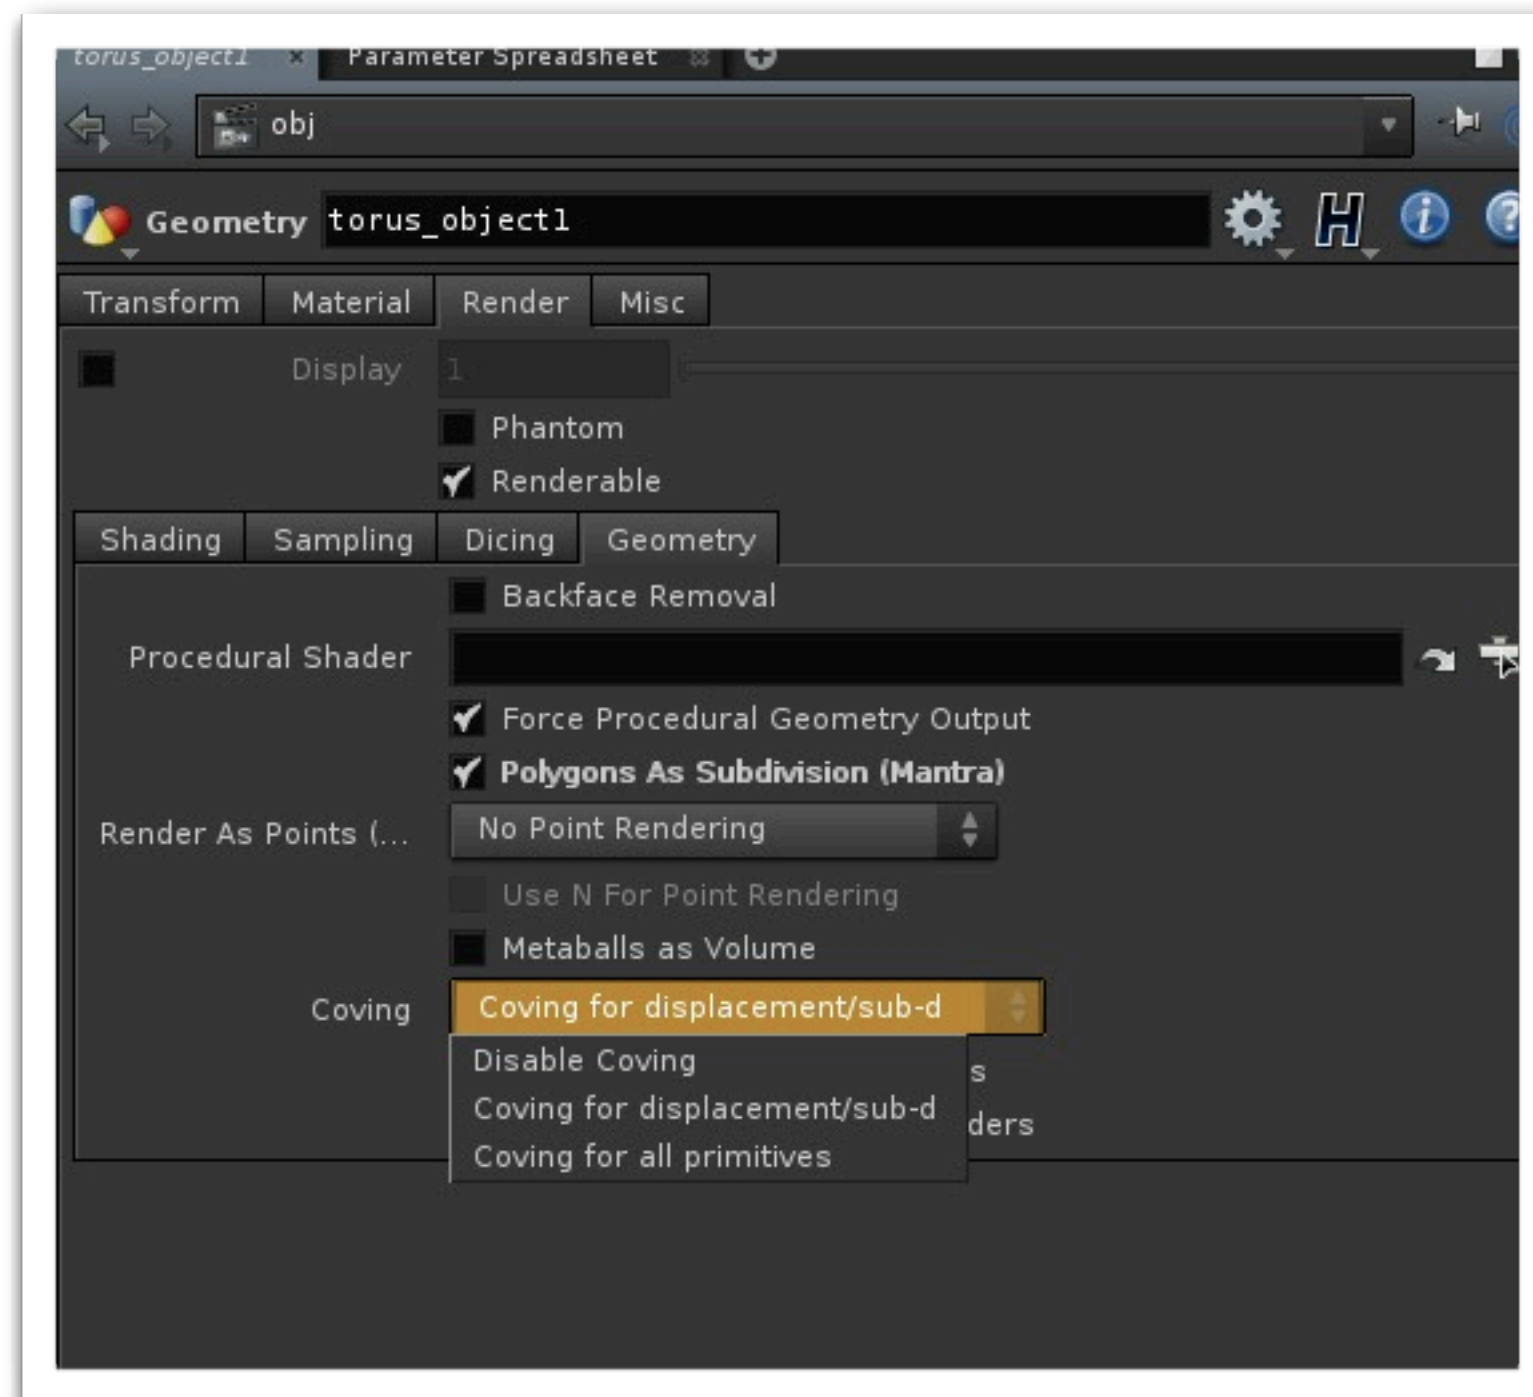 torus_object1 Parameter Spreadsheet
obj
Geometry torus_object1
Transform Material Render Misc
Display 1
Phantom
Renderable
Shading Sampling Dicing Geometry
Backface Removal
Procedural Shader
Force Procedural Geometry Output
Polygons As Subdivision (Mantra)
Render As Points (... No Point Rendering
Use N For Point Rendering
Metaballs as Volume
Coving Coving for displacement/sub-d
Disable Coving
s
Coving for displacement/sub-d
ders
Coving for all primitives